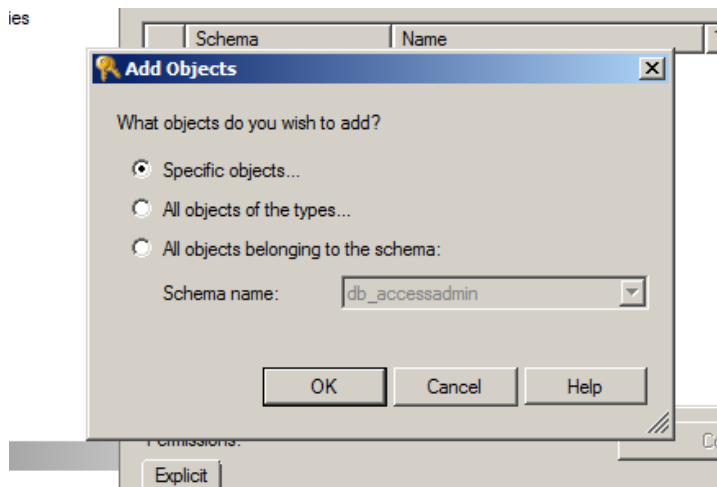 ies
Schema Name
Add Objects
What objects do you wish to add?
Specific objects...
All objects of the types...
All objects belonging to the schema:
Schema name: db_accessadmin
OK Cancel Help
Permissions:
Explicit